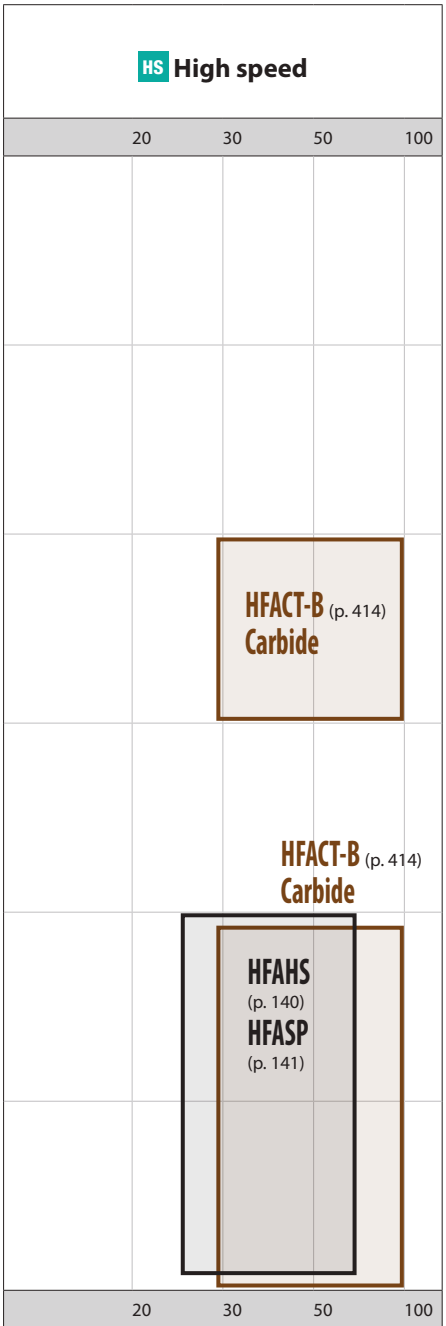 HS High speed
20 30 50 100
HFACT-B (p. 414)
Carbide
HFACT-B (p. 414)
Carbide
HFAHS
(p. 140)
HFASP
(p. 141)
20 30 50 100